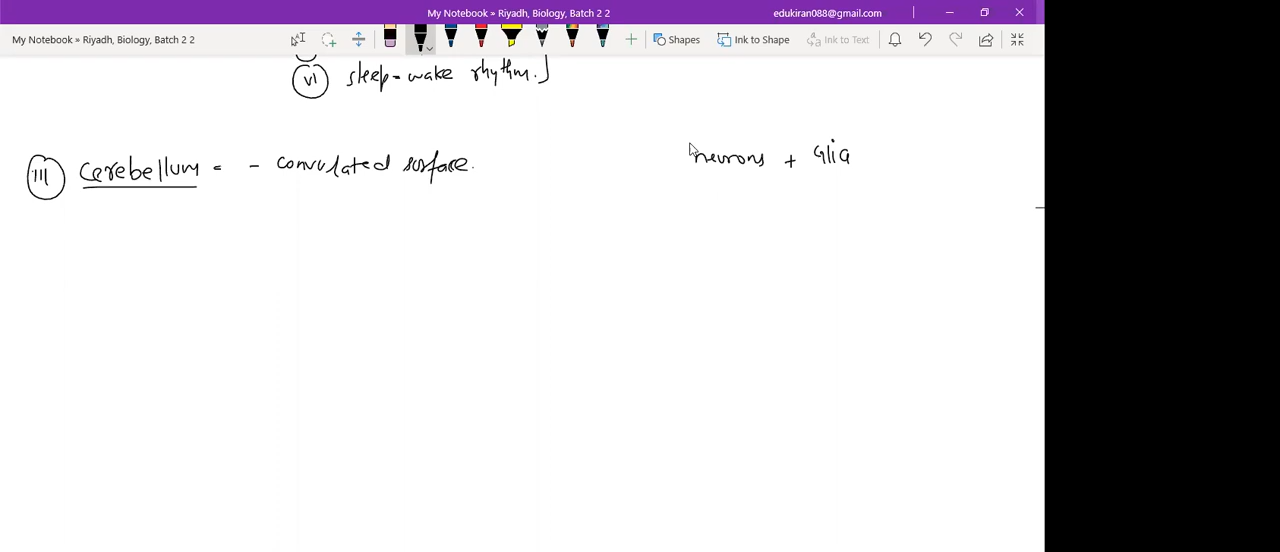 My Notebook » Riyadh, Biology, Batch 2 2
edukiran088@gmail.com
My Notebook » Riyadh, Biology, Batch 2 2
Shapes
Ink to Shape
Ink to Text
vi sleep-wake rhythm.]
iii Cerebellum = - convulated surface.
neurons + Glia